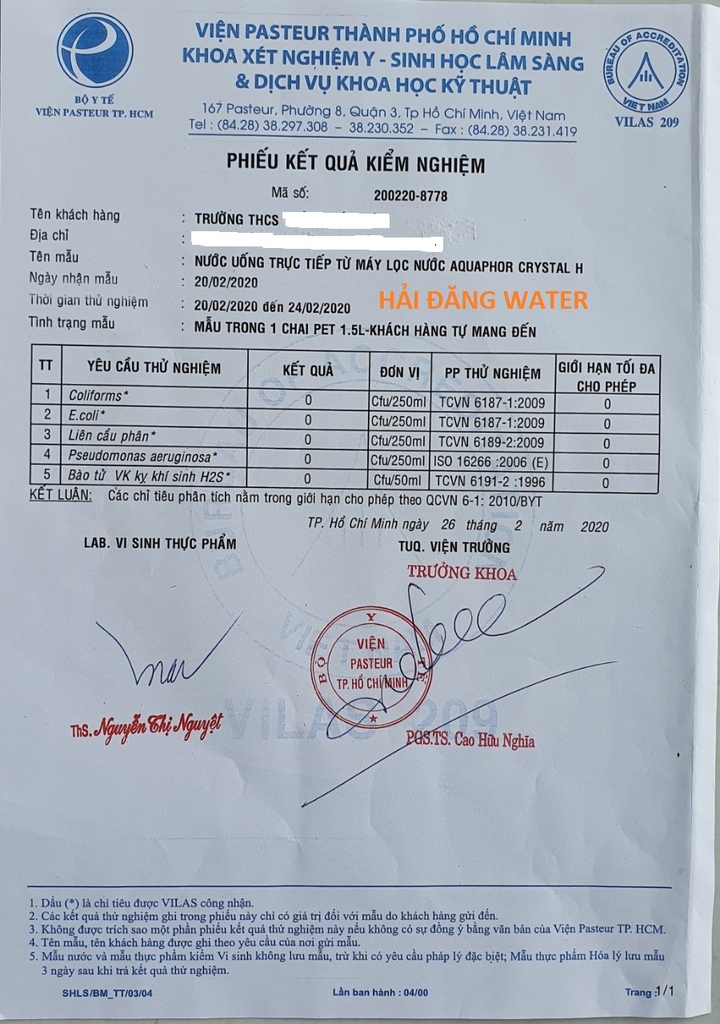 VIỆN PASTEUR THÀNH PHỐ HỒ CHÍ MINH
KHOA XÉT NGHIỆM Y - SINH HỌC LÂM SÀNG
& DỊCH VỤ KHOA HỌC KỸ THUẬT
BỘ Y TẾ
VIỆN PASTEUR TP. HCM
167 Pasteur, Phường 8, Quận 3, Tp Hồ Chí Minh, Việt Nam
Tel : (84.28) 38.297.308 – 38.230.352 – Fax : (84.28) 38.231.419
BUREAU OF ACCREDITATION
VIET NAM
VILAS 209
PHIẾU KẾT QUẢ KIỂM NGHIỆM
Mã số: 200220-8778
Tên khách hàng : TRƯỜNG THCS
Địa chỉ :
Tên mẫu : NƯỚC UỐNG TRỰC TIẾP TỪ MÁY LỌC NƯỚC AQUAPHOR CRYSTAL H
Ngày nhận mẫu : 20/02/2020
Thời gian thử nghiệm : 20/02/2020 đến 24/02/2020
HẢI ĐĂNG WATER
Tình trạng mẫu : MẪU TRONG 1 CHAI PET 1.5L-KHÁCH HÀNG TỰ MANG ĐẾN
TT YÊU CẦU THỬ NGHIỆM KẾT QUẢ ĐƠN VỊ PP THỬ NGHIỆM GIỚI HẠN TỐI ĐA CHO PHÉP
1 Coliforms* 0 Cfu/250ml TCVN 6187-1:2009 0
2 E.coli* 0 Cfu/250ml TCVN 6187-1:2009 0
3 Liên cầu phân* 0 Cfu/250ml TCVN 6189-2:2009 0
4 Pseudomonas aeruginosa* 0 Cfu/250ml ISO 16266 :2006 (E) 0
5 Bào tử VK kỵ khí sinh H2S* 0 Cfu/50ml TCVN 6191-2 :1996 0
KẾT LUẬN: Các chỉ tiêu phân tích nằm trong giới hạn cho phép theo QCVN 6-1: 2010/BYT
TP. Hồ Chí Minh ngày 26 tháng 2 năm 2020
LAB. VI SINH THỰC PHẨM
TUQ. VIỆN TRƯỞNG
TRƯỞNG KHOA
BỘ Y TẾ
VIỆN
PASTEUR
TP. HỒ CHÍ MINH
ThS. Nguyễn Thị Nguyệt
PGS.TS. Cao Hữu Nghĩa
VILAS 209
1. Dấu (*) là chỉ tiêu được VILAS công nhận.
2. Các kết quả thử nghiệm ghi trong phiếu này chỉ có giá trị đối với mẫu do khách hàng gửi đến.
3. Không được trích sao một phần phiếu kết quả thử nghiệm này nếu không có sự đồng ý bằng văn bản của Viện Pasteur TP. HCM.
4. Tên mẫu, tên khách hàng được ghi theo yêu cầu của nơi gửi mẫu.
5. Mẫu nước và mẫu thực phẩm kiểm Vi sinh không lưu mẫu, trừ khi có yêu cầu pháp lý đặc biệt; Mẫu thực phẩm Hóa lý lưu mẫu
3 ngày sau khi trả kết quả thử nghiệm.
SHLS/BM_TT/03/04 Lần ban hành : 04/00 Trang :1/1